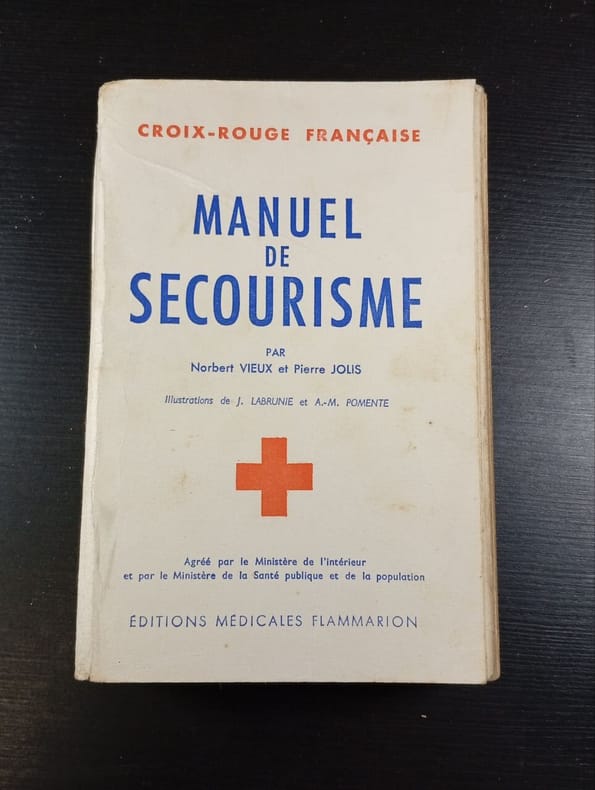 CROIX-ROUGE FRANÇAISE
MANUEL
DE
SECOURISME
PAR
Norbert VIEUX et Pierre JOLIS
Illustrations de J. LABRUNIE et A.-M. POMENTE
Agréé par le Ministère de l'intérieur
et par le Ministère de la Santé publique et de la population
ÉDITIONS MÉDICALES FLAMMARION